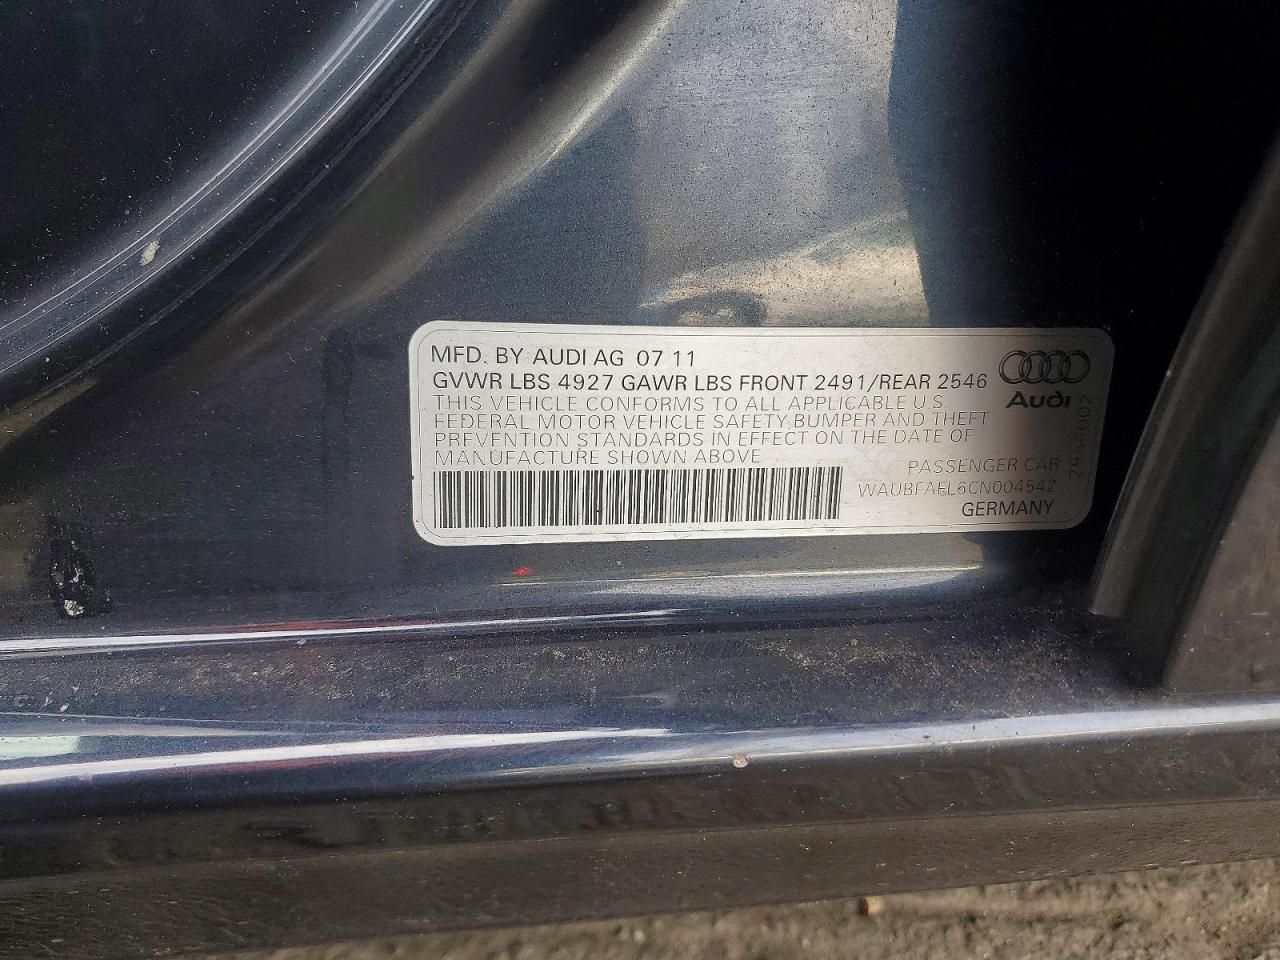 MFD. BY AUDI AG 07 11
GVWR LBS 4927 GAWR LBS FRONT 2491/REAR 2546
THIS VEHICLE CONFORMS TO ALL APPLICABLE U.S.
FEDERAL MOTOR VEHICLE SAFETY,BUMPER AND THEFT
PREVENTION STANDARDS IN EFFECT ON THE DATE OF
MANUFACTURE SHOWN ABOVE
PASSENGER CAR
WAUBFAFL6CN004542
GERMANY
Audi
2954002